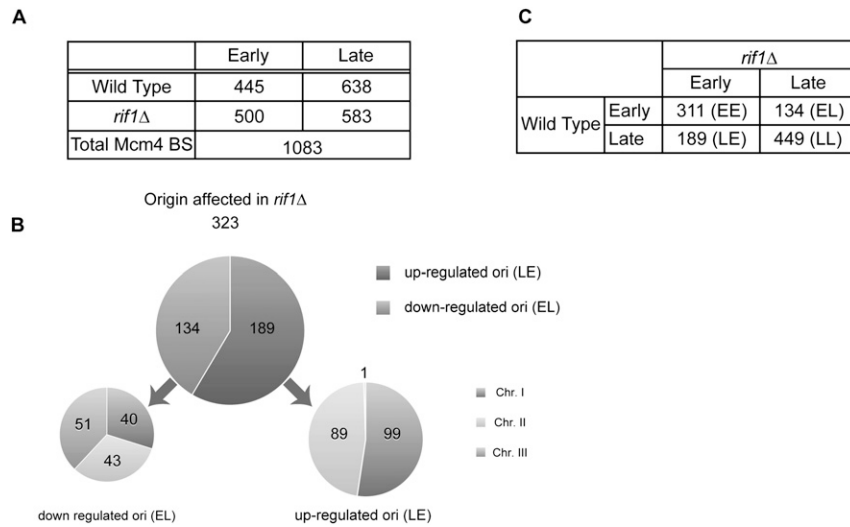 A
Early Late
Wild Type 445 638
rif1Δ 500 583
Total Mcm4 BS 1083
C
rif1Δ
Early Late
Wild Type Early 311 (EE) 134 (EL)
Late 189 (LE) 449 (LL)
Origin affected in rif1Δ
323
B
up-regulated ori (LE)
down-regulated ori (EL)
134 189
1
51 40
43
89 99
Chr. I
Chr. II
Chr. III
down regulated ori (EL)
up-regulated ori (LE)